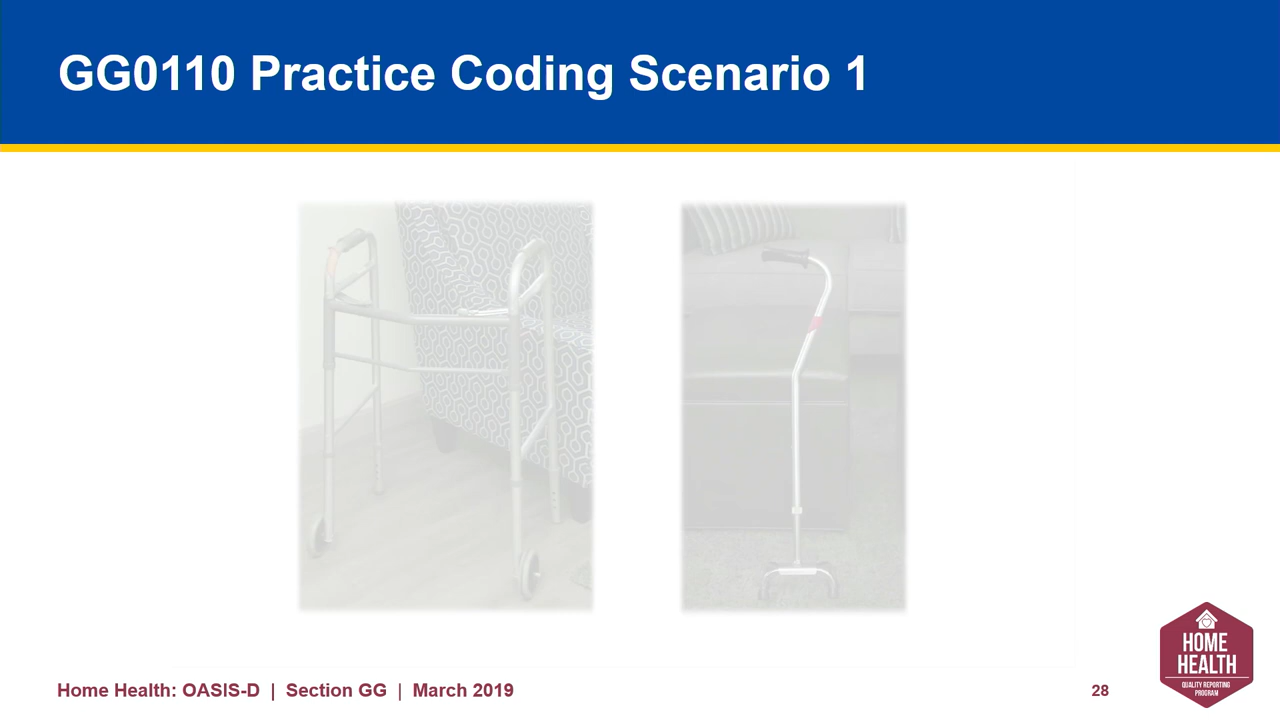 GG0110 Practice Coding Scenario 1
Home Health: OASIS-D | Section GG | March 2019
28
HOME
HEALTH
QUALITY REPORTING
PROGRAM